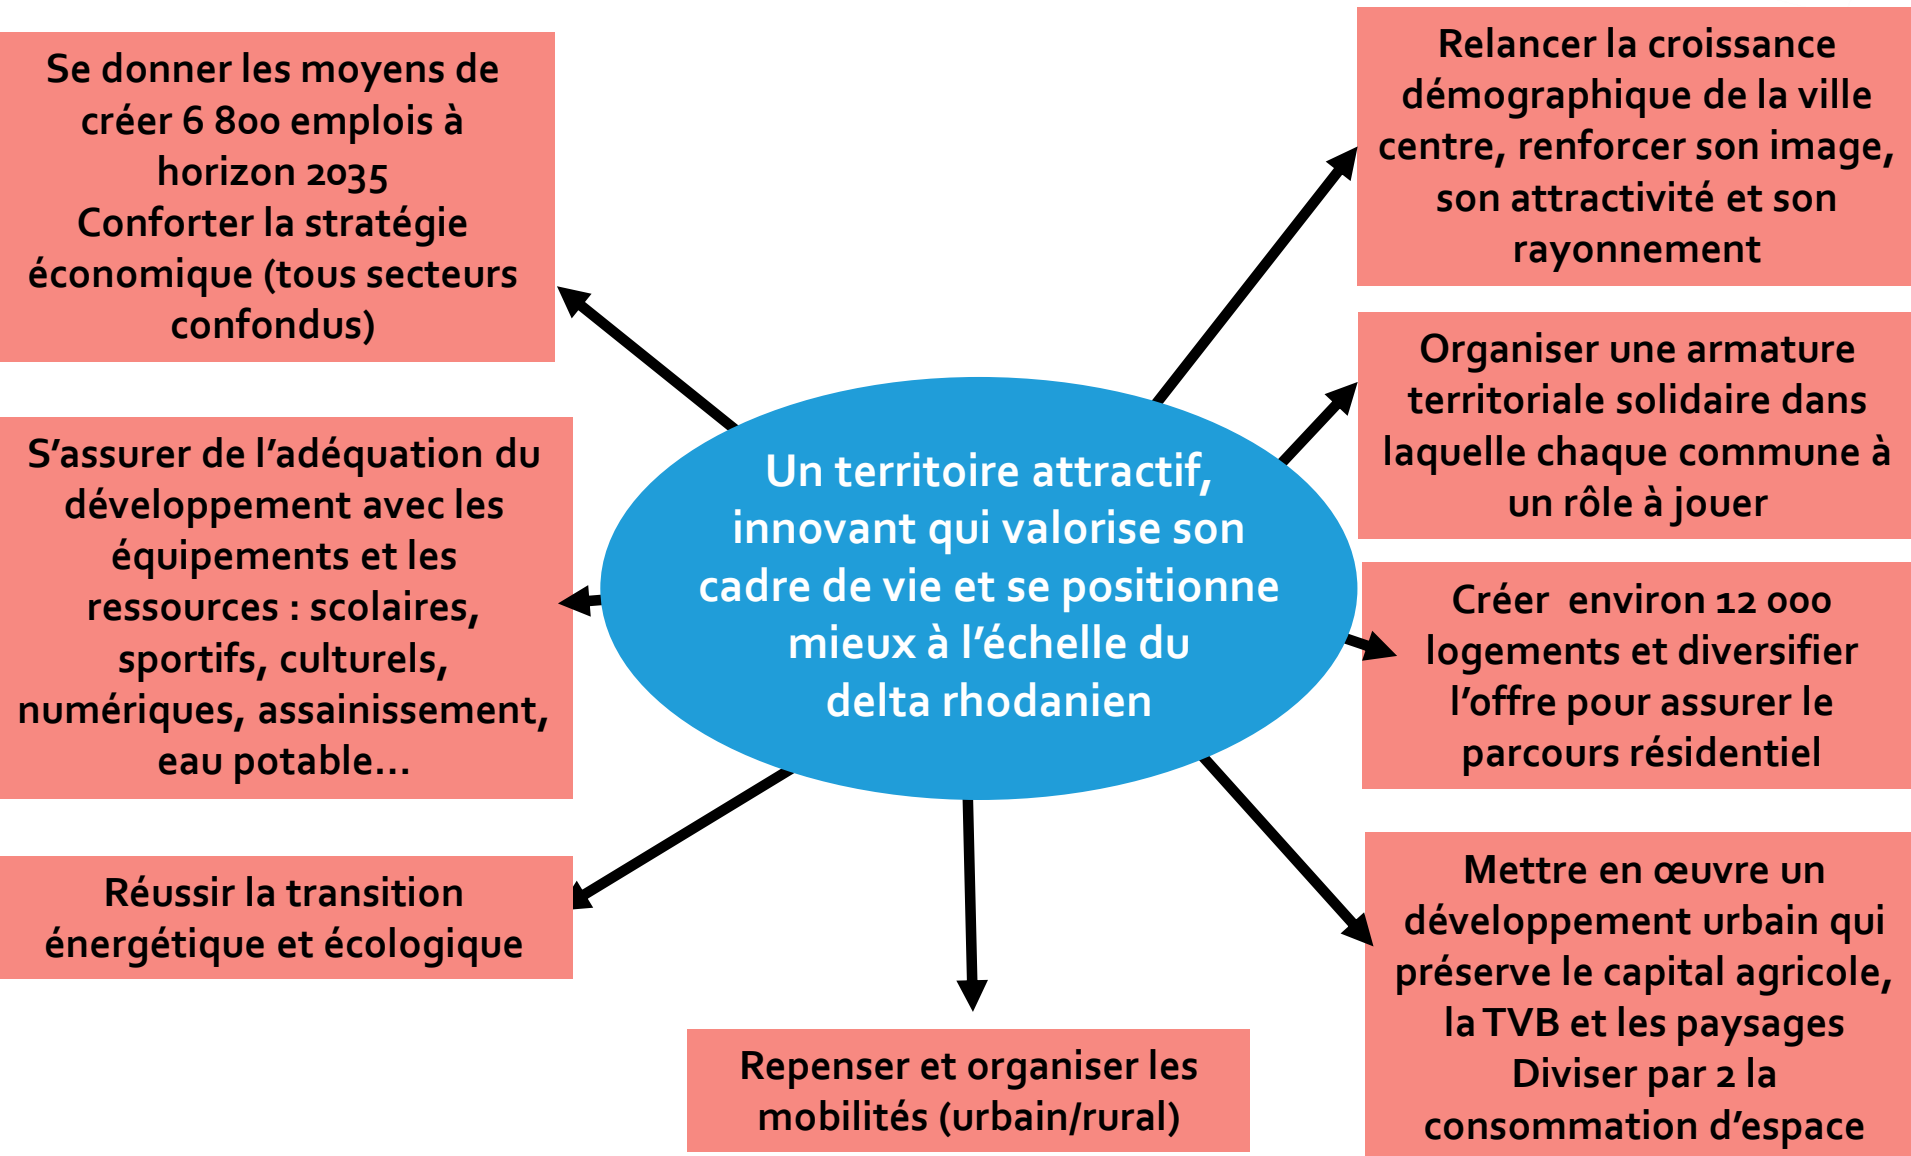 Se donner les moyens de
créer 6 800 emplois à
horizon 2035
Conforter la stratégie
économique (tous secteurs
confondus)
S’assurer de l’adéquation du
développement avec les
équipements et les
ressources : scolaires,
sportifs, culturels,
numériques, assainissement,
eau potable…
Réussir la transition
énergétique et écologique
Un territoire attractif,
innovant qui valorise son
cadre de vie et se positionne
mieux à l’échelle du
delta rhodanien
Repenser et organiser les
mobilités (urbain/rural)
Relancer la croissance
démographique de la ville
centre, renforcer son image,
son attractivité et son
rayonnement
Organiser une armature
territoriale solidaire dans
laquelle chaque commune à
un rôle à jouer
Créer environ 12 000
logements et diversifier
l’offre pour assurer le
parcours résidentiel
Mettre en œuvre un
développement urbain qui
préserve le capital agricole,
la TVB et les paysages
Diviser par 2 la
consommation d’espace